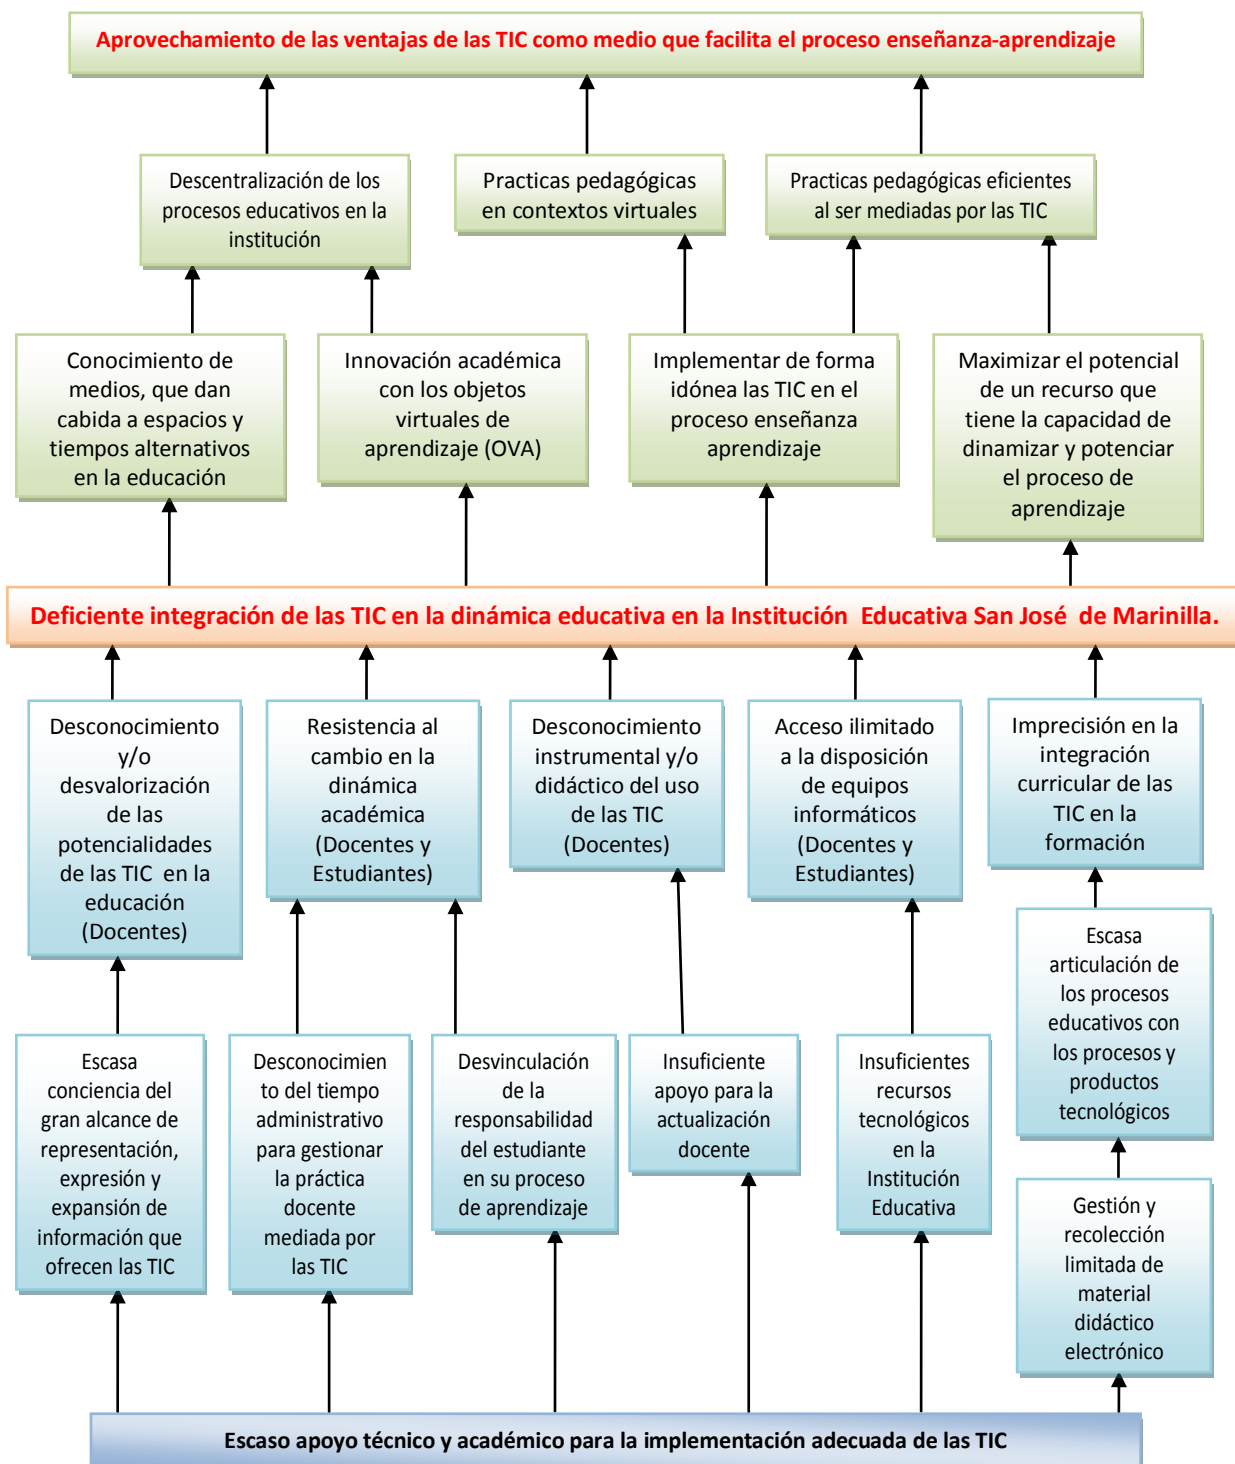 Aprovechamiento de las ventajas de las TIC como medio que facilita el proceso enseñanza-aprendizaje
Descentralización de los
procesos educativos en la
institución
Practicas pedagógicas
en contextos virtuales
Practicas pedagógicas eficientes
al ser mediadas por las TIC
Conocimiento de
medios, que dan
cabida a espacios y
tiempos alternativos
en la educación
Innovación académica
con los objetos
virtuales de
aprendizaje (OVA)
Implementar de forma
idónea las TIC en el
proceso enseñanza
aprendizaje
Maximizar el potencial
de un recurso que
tiene la capacidad de
dinamizar y potenciar
el proceso de
aprendizaje
Deficiente integración de las TIC en la dinámica educativa en la Institución Educativa San José de Marinilla.
Desconocimiento
y/o
desvalorización
de las
potencialidades
de las TIC en la
educación
(Docentes)
Resistencia al
cambio en la
dinámica
académica
(Docentes y
Estudiantes)
Desconocimiento
instrumental y/o
didáctico del uso
de las TIC
(Docentes)
Acceso ilimitado
a la disposición
de equipos
informáticos
(Docentes y
Estudiantes)
Imprecisión en la
integración
curricular de las
TIC en la
formación
Escasa
articulación de
los procesos
educativos con
los procesos y
productos
tecnológicos
Escasa
conciencia del
gran alcance de
representación,
expresión y
expansión de
información que
ofrecen las TIC
Desconocimien
to del tiempo
administrativo
para gestionar
la práctica
docente
mediada por
las TIC
Desvinculación
de la
responsabilidad
del estudiante
en su proceso
de aprendizaje
Insuficiente
apoyo para la
actualización
docente
Insuficientes
recursos
tecnológicos
en la
Institución
Educativa
Gestión y
recolección
limitada de
material
didáctico
electrónico
Escaso apoyo técnico y académico para la implementación adecuada de las TIC